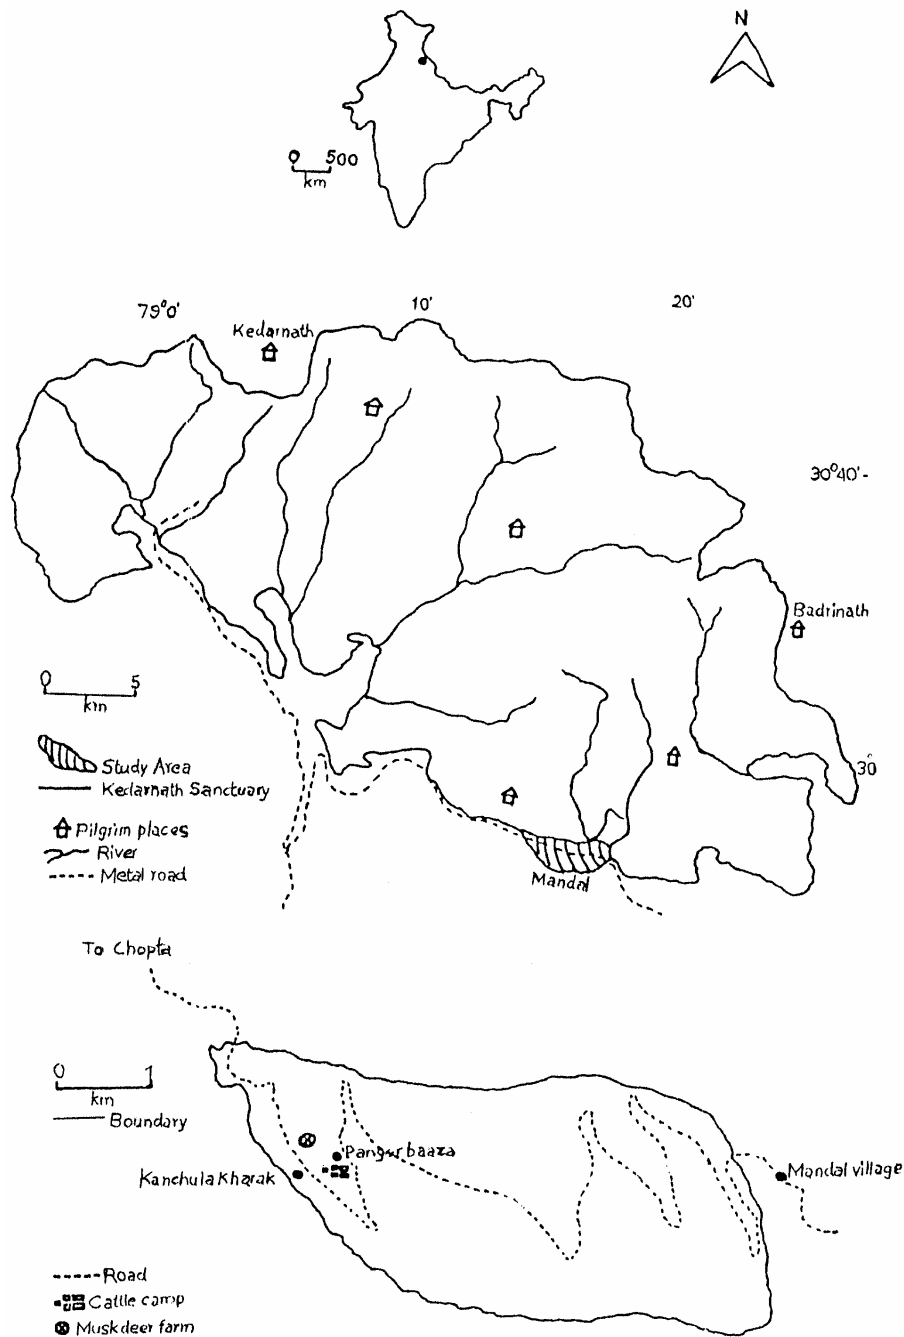 N
0 500
km
79°0' 10' 20'
Kedarnath
30°40'-
Badrinath
0 5
km
30°
Study Area
Kedarnath Sanctuary
Pilgrim places
River
Metal road
Mandal
To Chopta
0 1
km
Boundary
Pangurbaaza
Kanchula Kharak
Mandal village
Road
Cattle camp
Musk deer farm